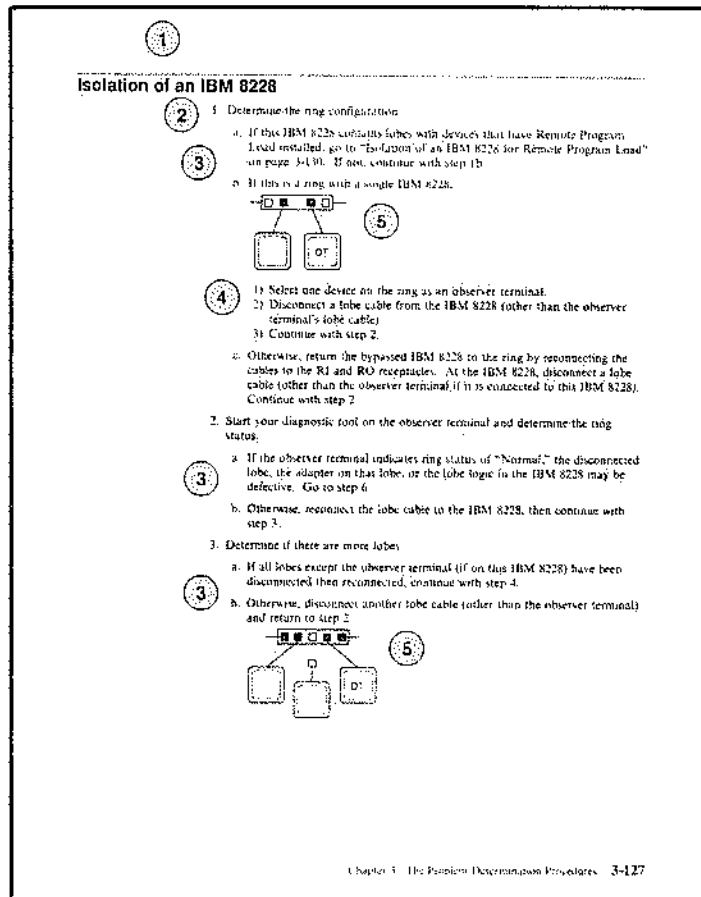 1
Isolation of an IBM 8228
2
1. Determine the ring configuration
a. If this IBM 8228 contains lobes with devices that have Remote Program
Load installed, go to "Isolation of an IBM 8228 for Remote Program Load"
3
on page 3-130. If not, continue with step 1b
b. If this is a ring with a single IBM 8228,
5
OT
4
1) Select one device on the ring as an observer terminal.
2) Disconnect a lobe cable from the IBM 8228 (other than the observer
terminal's lobe cable)
3) Continue with step 2.
c. Otherwise, return the bypassed IBM 8228 to the ring by reconnecting the
cables to the RI and RO receptacles. At the IBM 8228, disconnect a lobe
cable (other than the observer terminal if it is connected to this IBM 8228).
Continue with step 2
2. Start your diagnostic tool on the observer terminal and determine the ring
status.
a. If the observer terminal indicates ring status of "Normal," the disconnected
3
lobe, the adapter on that lobe, or the lobe logic in the IBM 8228 may be
defective. Go to step 6
b. Otherwise, reconnect the lobe cable to the IBM 8228, then continue with
step 3.
3. Determine if there are more lobes
a. If all lobes except the observer terminal (if on this IBM 8228) have been
disconnected then reconnected, continue with step 4.
3
b. Otherwise, disconnect another lobe cable (other than the observer terminal)
and return to step 2
5
OT
Chapter 3. The Problem Determination Procedures 3-127